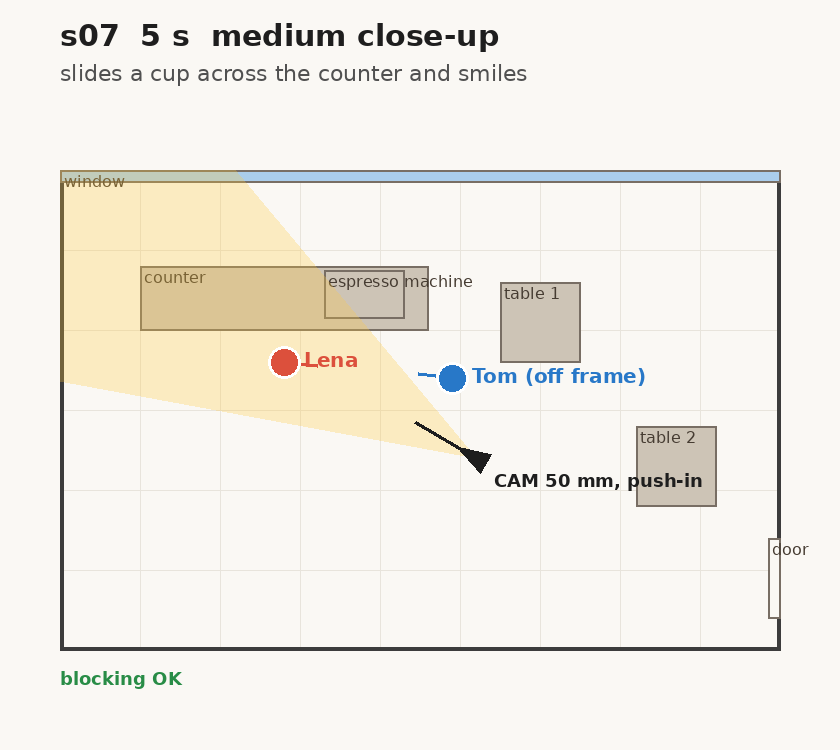 s07  5 s  medium close-up
slides a cup across the counter and smiles
window
counter
espresso machine
table 1
Lena
Tom (off frame)
table 2
CAM 50 mm, push-in
door
blocking OK